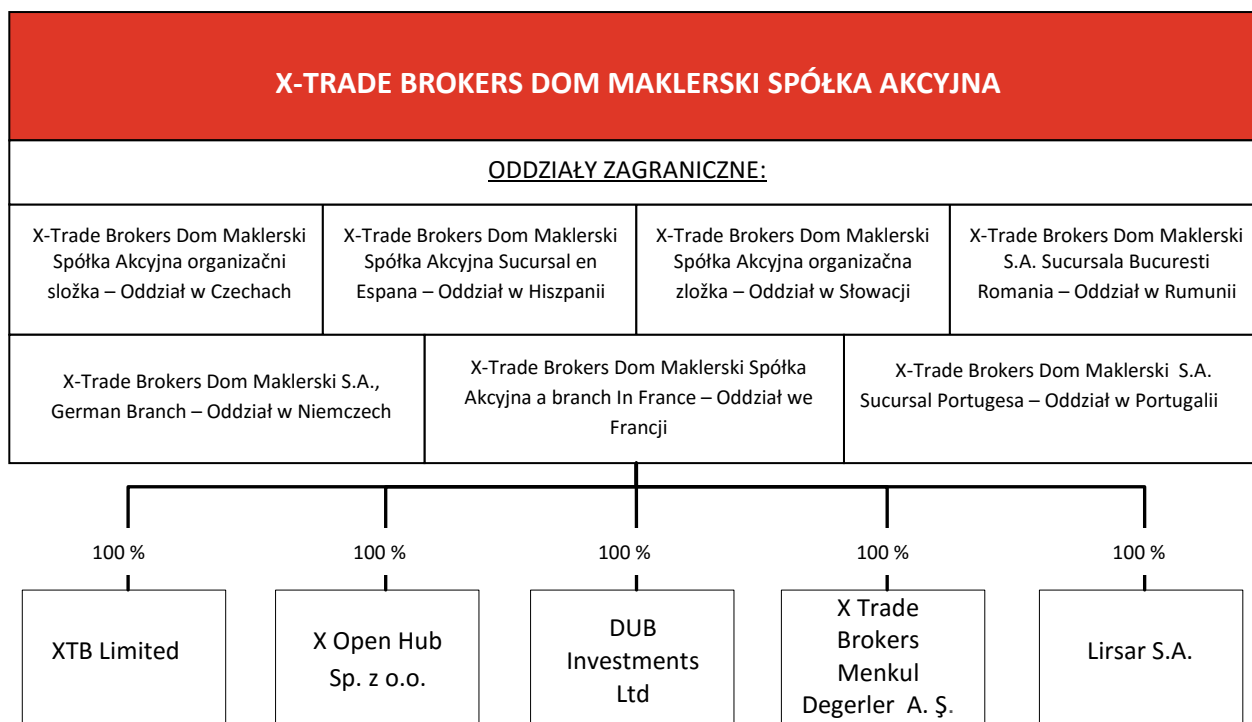 X-TRADE BROKERS DOM MAKLERSKI SPÓŁKA AKCYJNA
ODDZIAŁY ZAGRANICZNE:
X-Trade Brokers Dom Maklerski
Spółka Akcyjna organizačni
složka – Oddział w Czechach
X-Trade Brokers Dom Maklerski
Spółka Akcyjna Sucursal en
Espana – Oddział w Hiszpanii
X-Trade Brokers Dom Maklerski
Spółka Akcyjna organizačna
zložka – Oddział w Słowacji
X-Trade Brokers Dom Maklerski
S.A. Sucursala Bucuresti
Romania – Oddział w Rumunii
X-Trade Brokers Dom Maklerski S.A.,
German Branch – Oddział w Niemczech
X-Trade Brokers Dom Maklerski Spółka
Akcyjna a branch In France – Oddział we
Francji
X-Trade Brokers Dom Maklerski S.A.
Sucursal Portugesa – Oddział w Portugalii
100 %
100 %
100 %
100 %
100 %
XTB Limited
X Open Hub
Sp. z o.o.
DUB
Investments
Ltd
X Trade
Brokers
Menkul
Degerler A. Ş.
Lirsar S.A.